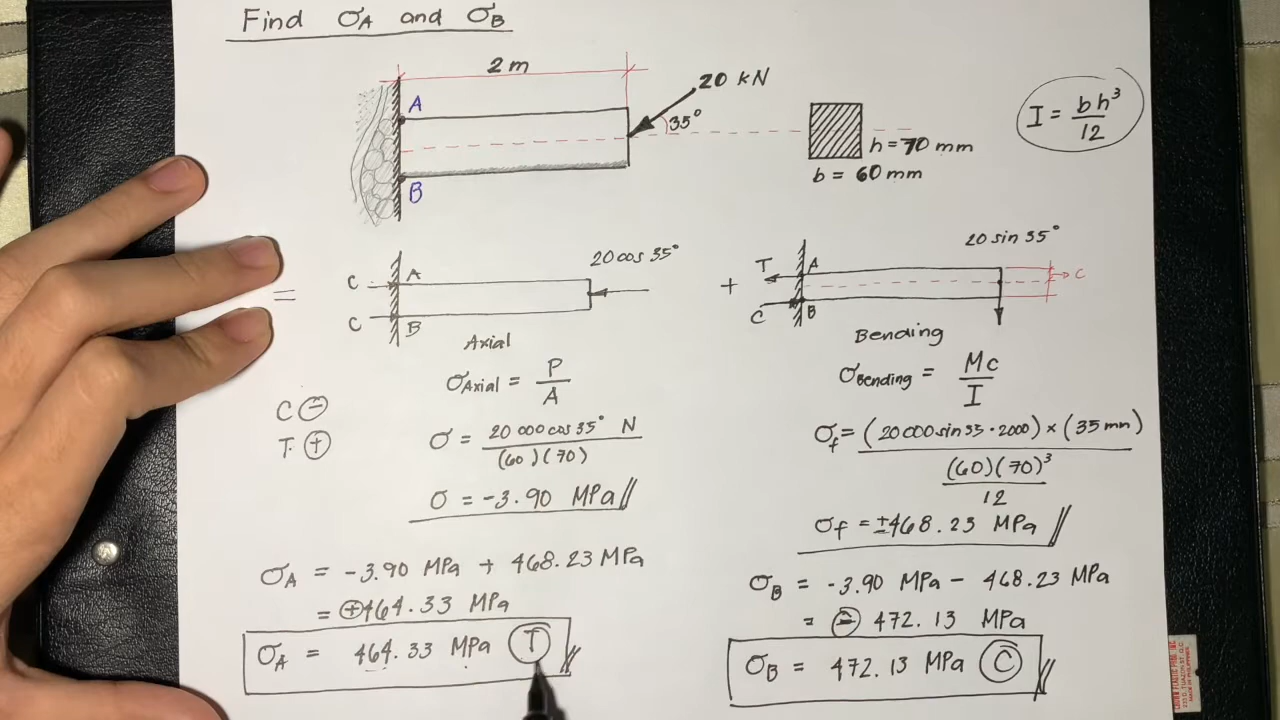 Find σA and σB
2 m
20 kN
A
35°
I = bh³/12
h = 70 mm
b = 60 mm
B
20 sin 35°
20 cos 35°
= C A
C B
+ T A C
C B
Axial
Bending
σAxial = P/A
σBending = Mc/I
C ⊖
T. ⊕
σ = 20 000 cos 35° N / (60)(70)
σf = (20 000 sin 35 · 2000) × (35 mm) / (60)(70)³/12
σ = -3.90 MPa //
σf = ±468.23 MPa //
σA = -3.90 MPa + 468.23 MPa
= ⊕464.33 MPa
σA = 464.33 MPa (T) //
σB = -3.90 MPa - 468.23 MPa
= ⊖ 472.13 MPa
σB = 472.13 MPa (C) //